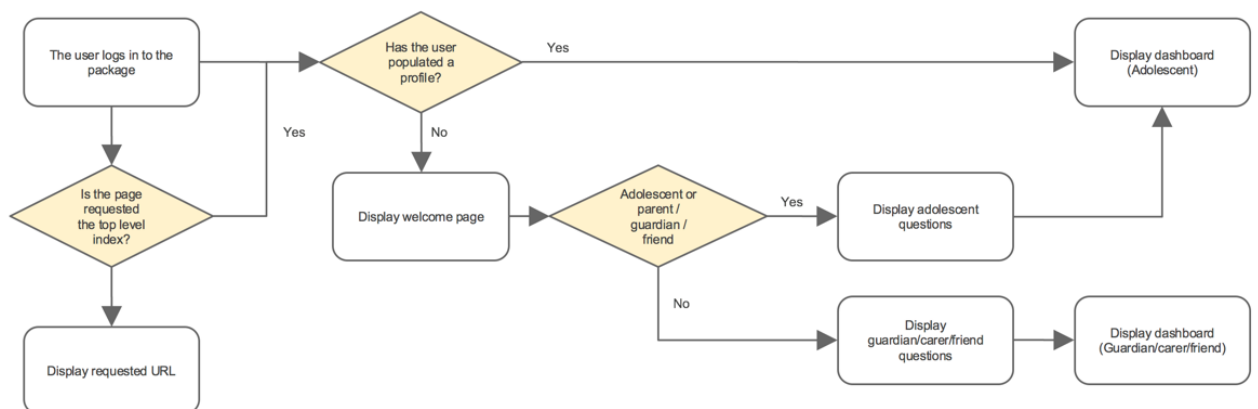 The user logs in to the
package
Has the user
populated a
profile?
Yes
Display dashboard
(Adolescent)
Yes
No
Is the page
requested
the top level
index?
Display welcome page
Adolescent or
parent /
guardian /
friend
Yes
Display adolescent
questions
No
Display requested URL
Display
guardian/carer/friend
questions
Display dashboard
(Guardian/carer/friend)